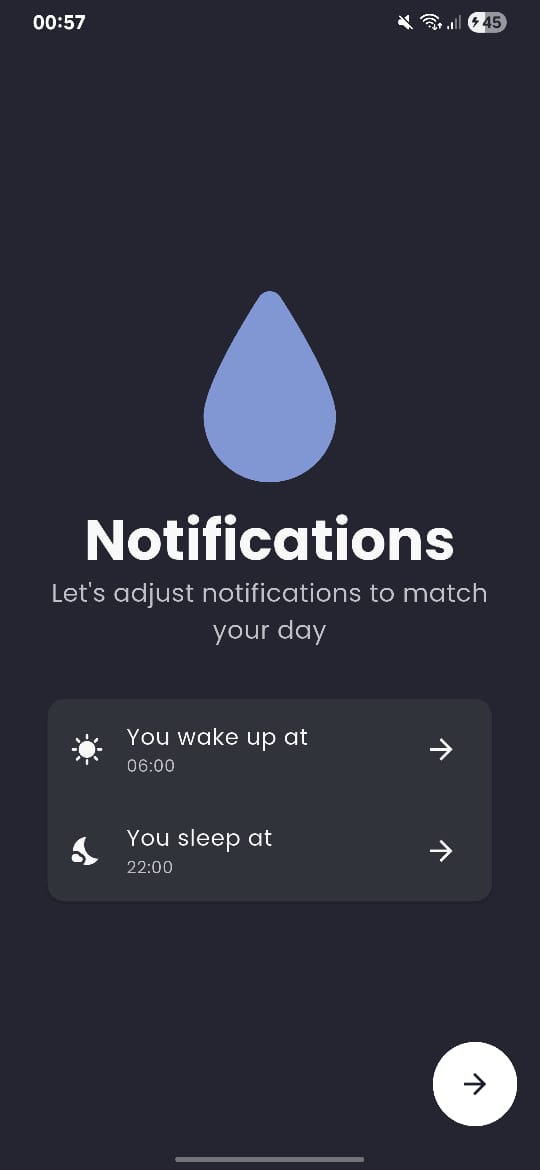 00:57
45
Notifications
Let's adjust notifications to match
your day
You wake up at
06:00
You sleep at
22:00